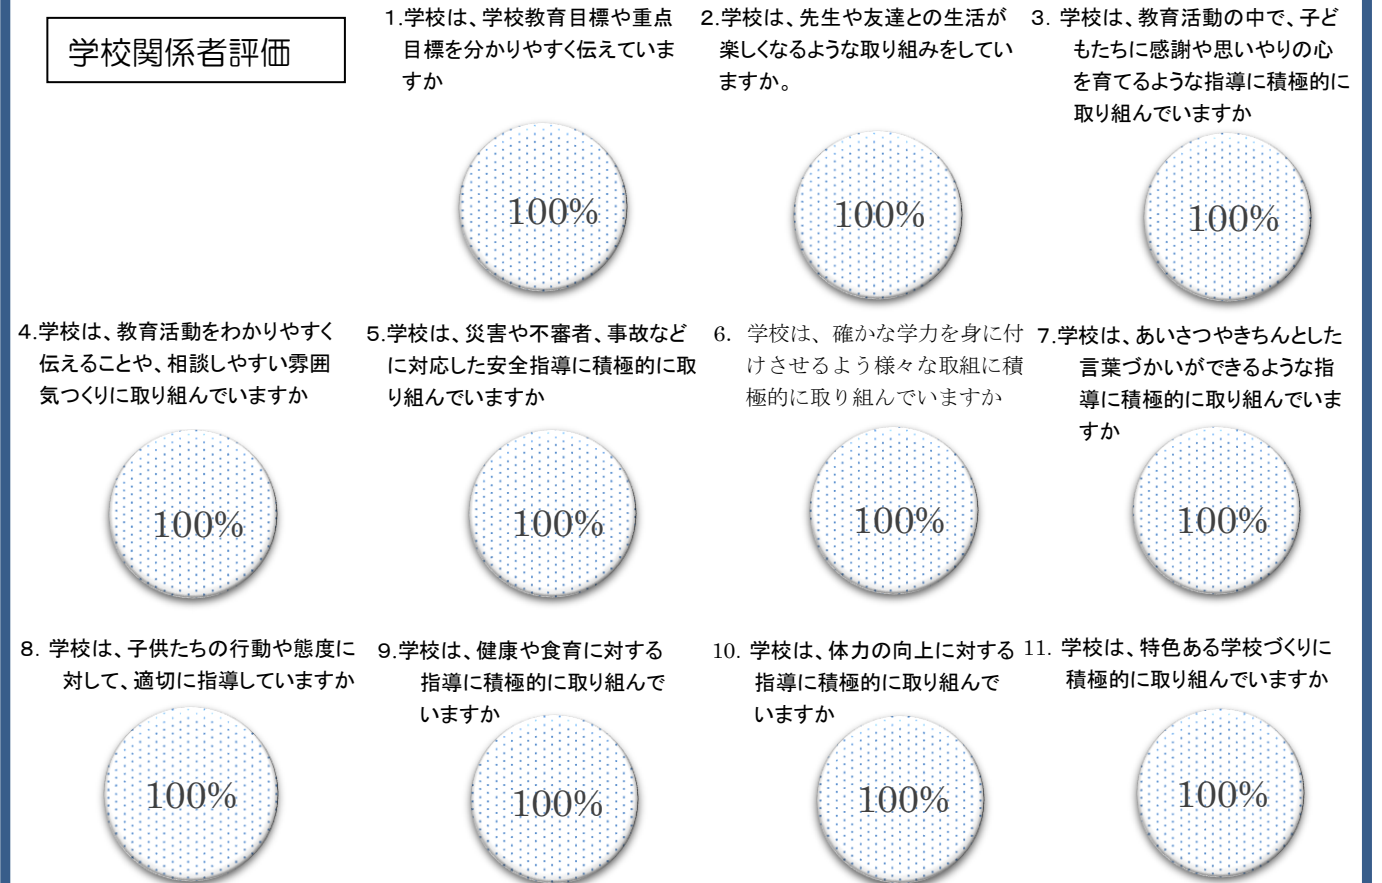 学校関係者評価
1.学校は、学校教育目標や重点
目標を分かりやすく伝えていま
すか
100%
2.学校は、先生や友達との生活が
楽しくなるような取り組みをしてい
ますか。
100%
3. 学校は、教育活動の中で、子ど
もたちに感謝や思いやりの心
を育てるような指導に積極的に
取り組んでいますか
100%
4.学校は、教育活動をわかりやすく
伝えることや、相談しやすい雰囲
気つくりに取り組んでいますか
100%
5.学校は、災害や不審者、事故など
に対応した安全指導に積極的に取
り組んでいますか
100%
6. 学校は、確かな学力を身に付
けさせるよう様々な取組に積
極的に取り組んでいますか
100%
7.学校は、あいさつやきちんとした
言葉づかいができるような指
導に積極的に取り組んでいま
すか
100%
8. 学校は、子供たちの行動や態度に
対して、適切に指導していますか
100%
9.学校は、健康や食育に対する
指導に積極的に取り組んで
いますか
100%
10. 学校は、体力の向上に対する
指導に積極的に取り組んで
いますか
100%
11. 学校は、特色ある学校づくりに
積極的に取り組んでいますか
100%